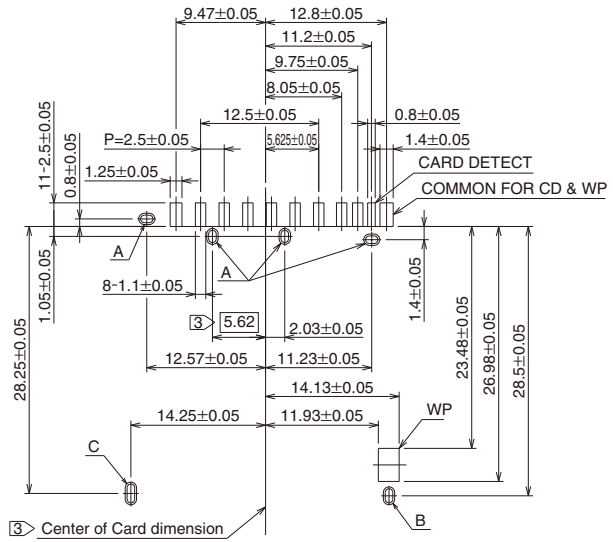 9.47±0.05
12.8±0.05
11.2±0.05
9.75±0.05
8.05±0.05
12.5±0.05
0.8±0.05
P=2.5±0.05
5.625±0.05
1.4±0.05
11-2.5±0.05
0.8±0.05
1.25±0.05
CARD DETECT
COMMON FOR CD & WP
A
A
1.05±0.05
8-1.1±0.05
1.4±0.05
3 5.62
2.03±0.05
28.25±0.05
12.57±0.05
11.23±0.05
23.48±0.05
26.98±0.05
28.5±0.05
14.13±0.05
14.25±0.05
11.93±0.05
WP
C
B
3 Center of Card dimension